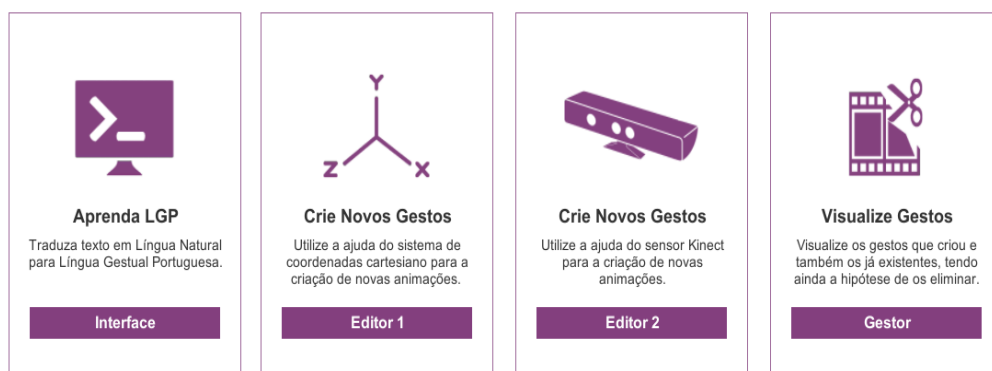 Aprenda LGP
Traduza texto em Língua Natural
para Língua Gestual Portuguesa.
Interface
Y
Z
X
Crie Novos Gestos
Utilize a ajuda do sistema de
coordenadas cartesiano para a
criação de novas animações.
Editor 1
Crie Novos Gestos
Utilize a ajuda do sensor Kinect
para a criação de novas
animações.
Editor 2
Visualize Gestos
Visualize os gestos que criou e
também os já existentes, tendo
ainda a hipótese de os eliminar.
Gestor